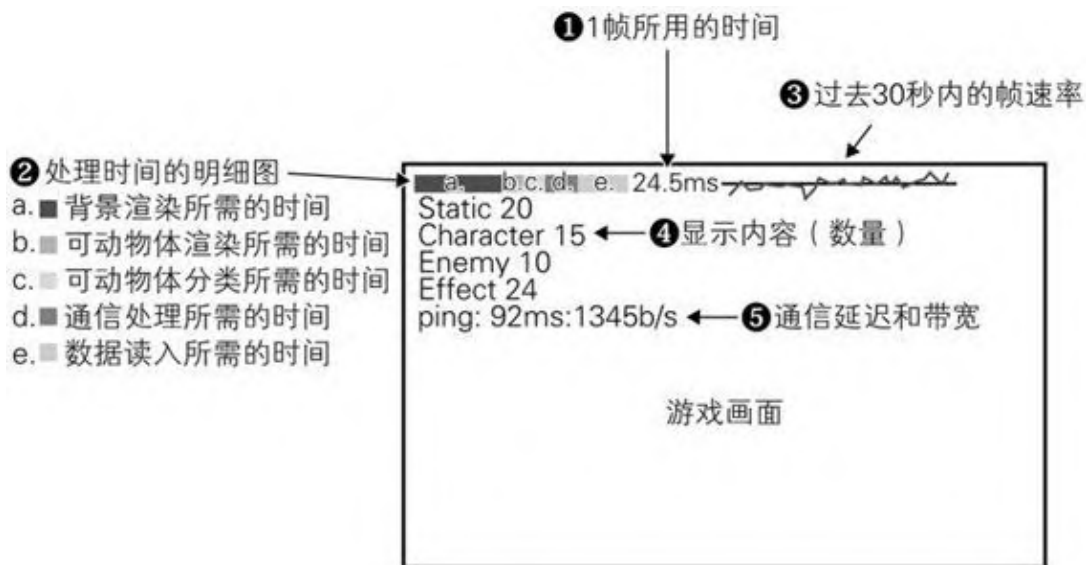 ❶1帧所用的时间
❸过去30秒内的帧速率
❷处理时间的明细图
a.■背景渲染所需的时间
b.■可动物体渲染所需的时间
c.■可动物体分类所需的时间
d.■通信处理所需的时间
e.■数据读入所需的时间
a. b.c. d. e. 24.5ms
Static 20
Character 15 ❹显示内容（数量）
Enemy 10
Effect 24
ping: 92ms:1345b/s ❺通信延迟和带宽
游戏画面